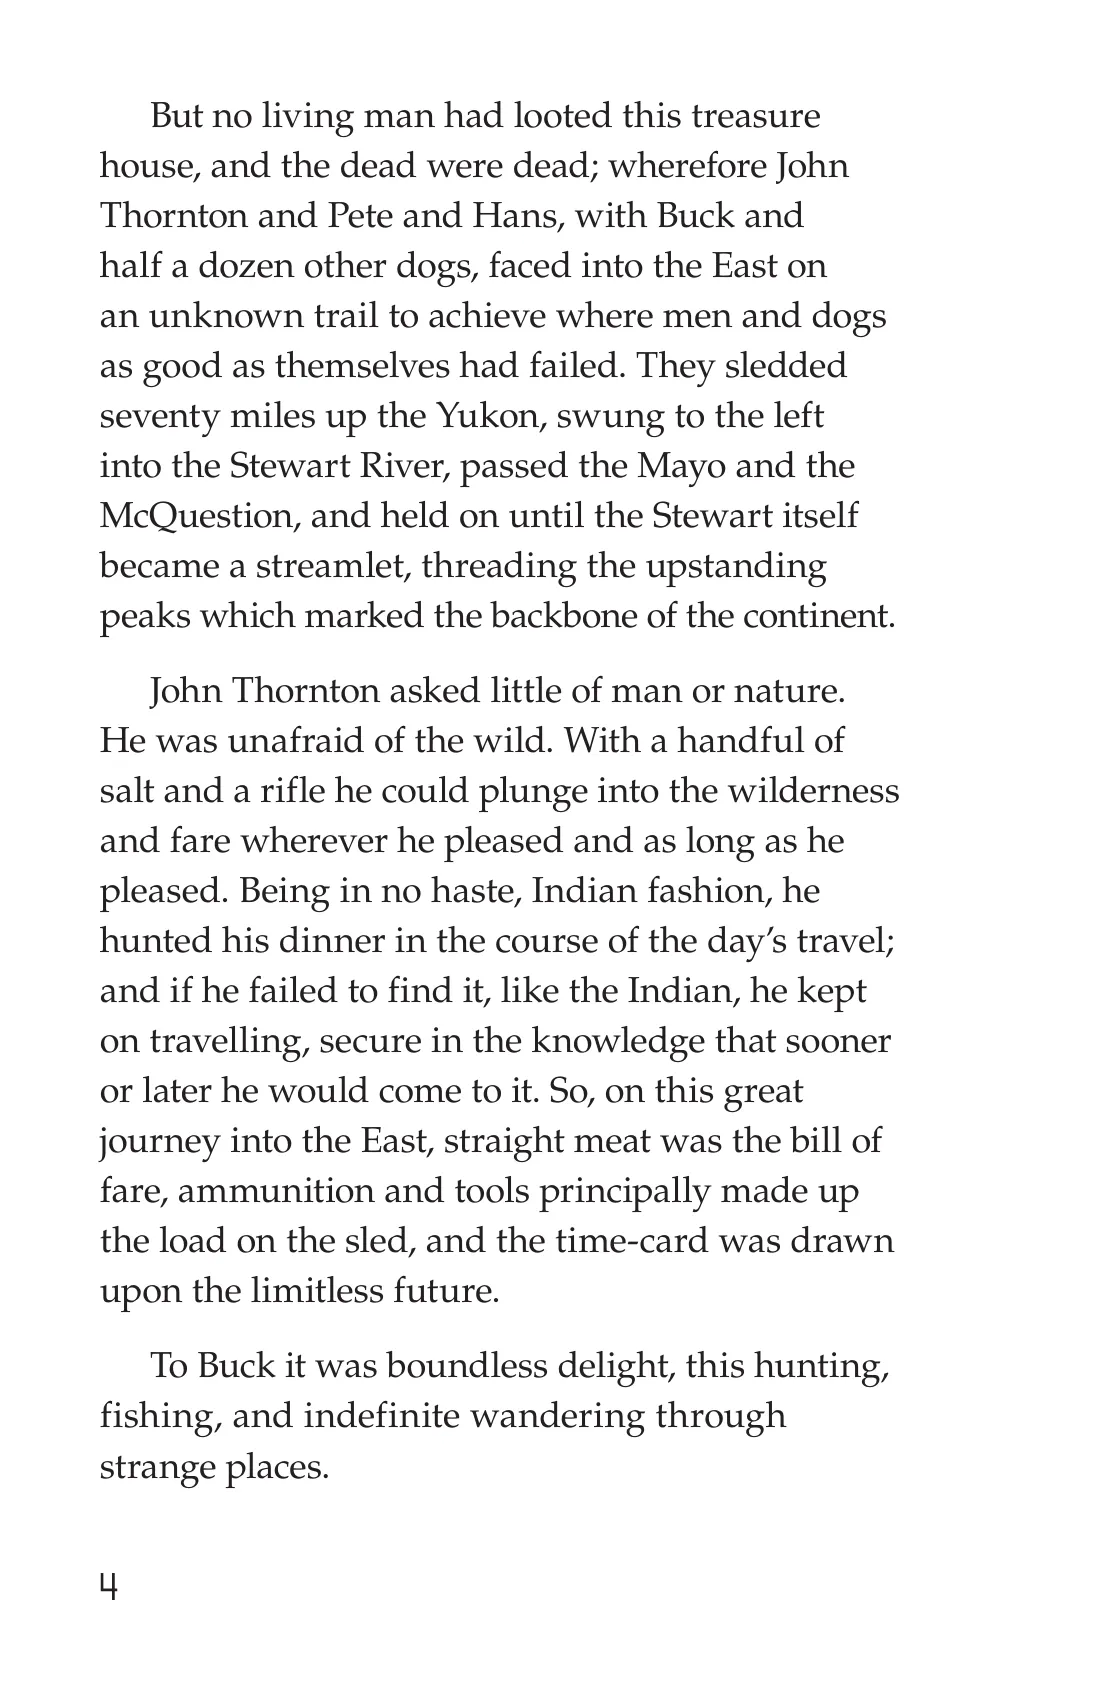 But no living man had looted this treasure
house, and the dead were dead; wherefore John
Thornton and Pete and Hans, with Buck and
half a dozen other dogs, faced into the East on
an unknown trail to achieve where men and dogs
as good as themselves had failed. They sledded
seventy miles up the Yukon, swung to the left
into the Stewart River, passed the Mayo and the
McQuestion, and held on until the Stewart itself
became a streamlet, threading the upstanding
peaks which marked the backbone of the continent.
John Thornton asked little of man or nature.
He was unafraid of the wild. With a handful of
salt and a rifle he could plunge into the wilderness
and fare wherever he pleased and as long as he
pleased. Being in no haste, Indian fashion, he
hunted his dinner in the course of the day’s travel;
and if he failed to find it, like the Indian, he kept
on travelling, secure in the knowledge that sooner
or later he would come to it. So, on this great
journey into the East, straight meat was the bill of
fare, ammunition and tools principally made up
the load on the sled, and the time-card was drawn
upon the limitless future.
To Buck it was boundless delight, this hunting,
fishing, and indefinite wandering through
strange places.
4